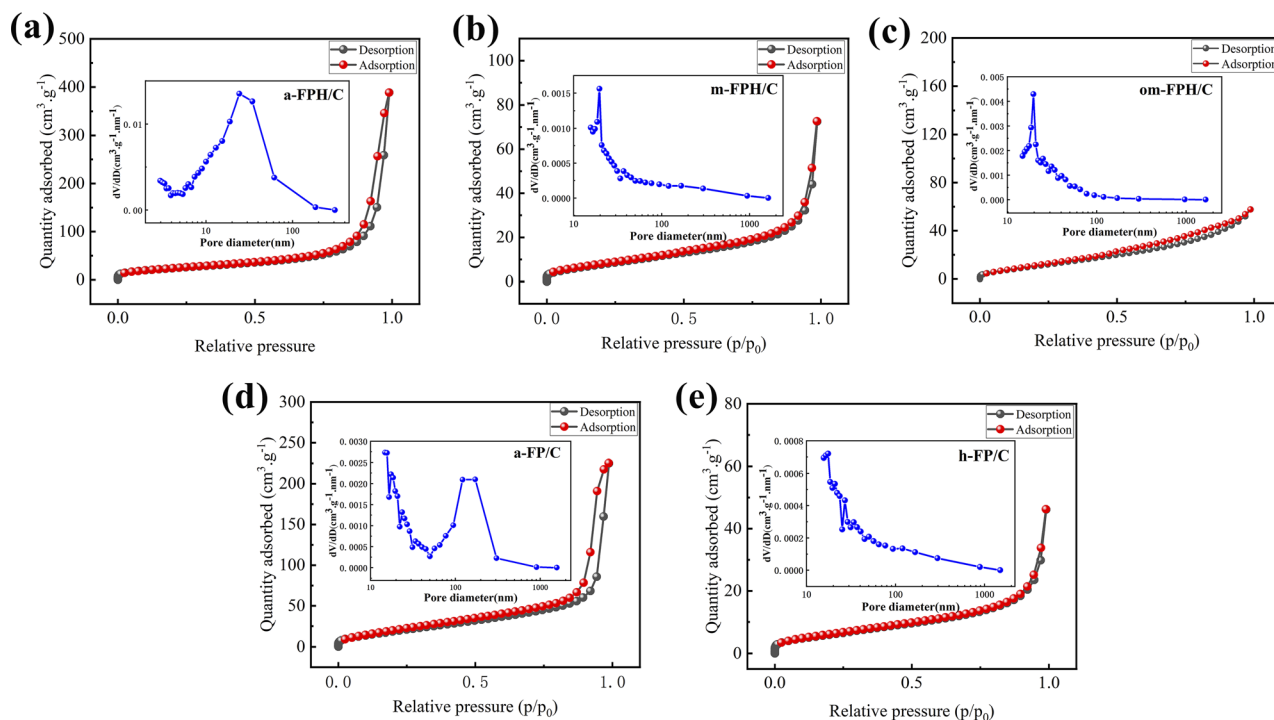 (a)
500
400
300
200
100
0
Quantity adsorbed (cm³.g⁻¹)
Desorption
Adsorption
a-FPH/C
0.01
0.00
dV/dD(cm³.g⁻¹.nm⁻¹)
10
100
Pore diameter(nm)
0.0
0.5
1.0
Relative pressure
(b)
100
80
60
40
20
0
Quantity adsorbed (cm³.g⁻¹)
Desorption
Adsorption
m-FPH/C
0.0015
0.0010
0.0005
0.0000
dV/dD(cm³.g⁻¹.nm⁻¹)
10
100
1000
Pore diameter(nm)
0.0
0.5
1.0
Relative pressure (p/p₀)
(c)
200
160
120
80
40
0
Quantity adsorbed (cm³.g⁻¹)
Desorption
Adsorption
om-FPH/C
0.005
0.004
0.003
0.002
0.001
0.000
dV/dD(cm³.g⁻¹.nm⁻¹)
10
100
1000
Pore diameter(nm)
0.0
0.5
1.0
Relative pressure (p/p₀)
(d)
300
250
200
150
100
50
0
Quantity adsorbed (cm³.g⁻¹)
Desorption
Adsorption
a-FP/C
0.0030
0.0025
0.0020
0.0015
0.0010
0.0005
0.0000
dV/dD(cm³.g⁻¹.nm⁻¹)
10
100
1000
Pore diameter(nm)
0.0
0.5
1.0
Relative pressure (p/p₀)
(e)
80
60
40
20
0
Quantity adsorbed (cm³.g⁻¹)
Desorption
Adsorption
h-FP/C
0.0008
0.0006
0.0004
0.0002
0.0000
dV/dD(cm³.g⁻¹.nm⁻¹)
10
100
1000
Pore diameter(nm)
0.0
0.5
1.0
Relative pressure (p/p₀)